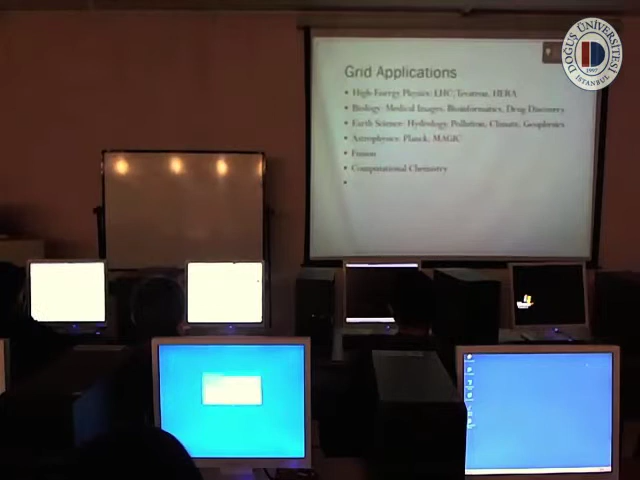 Grid Applications
• High-Energy Physics: LHC, Tevatron, HERA
• Biology: Medical Images, Bioinformatics, Drug Discovery
• Earth Science: Hydrology, Pollution, Climate, Geophysics
• Astrophysics: Planck, MAGIC
• Fusion
• Computational Chemistry
•
DOĞUŞ ÜNİVERSİTESİ
1997
İSTANBUL